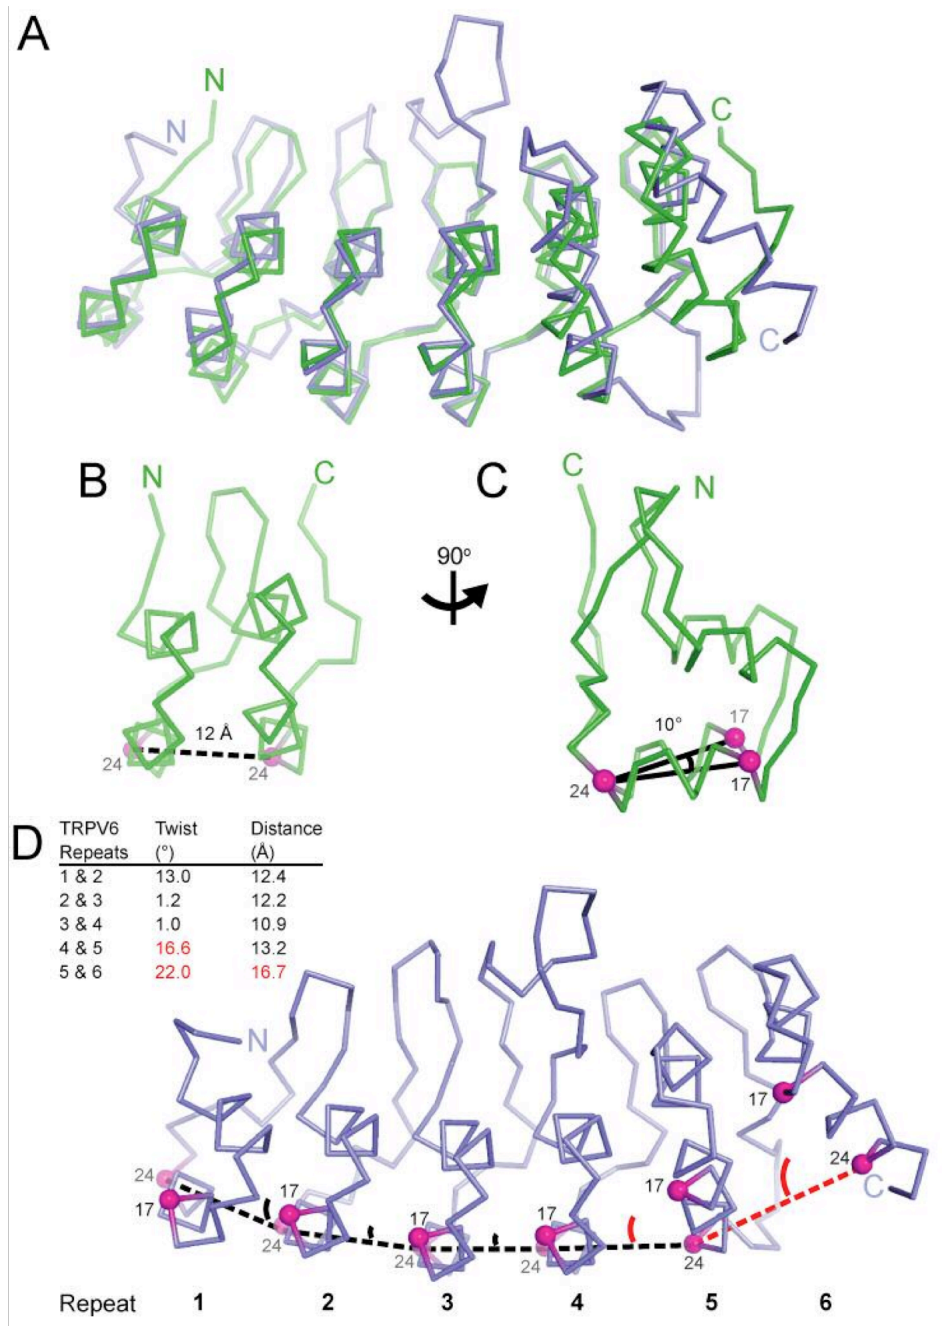 A
N
N
C
C
B
N
C
12 Å
24
24
90°
C
C
N
10°
17
17
24
D
TRPV6 Twist Distance
Repeats (°) (Å)
1 & 2 13.0 12.4
2 & 3 1.2 12.2
3 & 4 1.0 10.9
4 & 5 16.6 13.2
5 & 6 22.0 16.7
N
24
17
17
24
17
24
17
24
17
24
17
24
C
Repeat 1 2 3 4 5 6